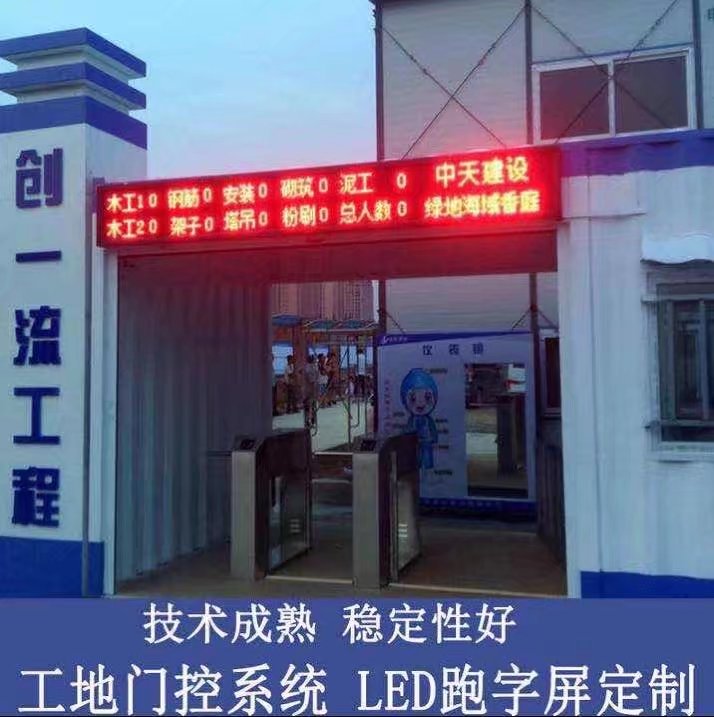 创一流工程
木工1 0 钢筋0 安装0 砌筑0 泥工 0 中天建设
木工2 0 架子0 塔吊0 粉刷0 总人数0 绿地海域香庭
仪容镜
技术成熟 稳定性好
工地门控系统 LED跑字屏定制